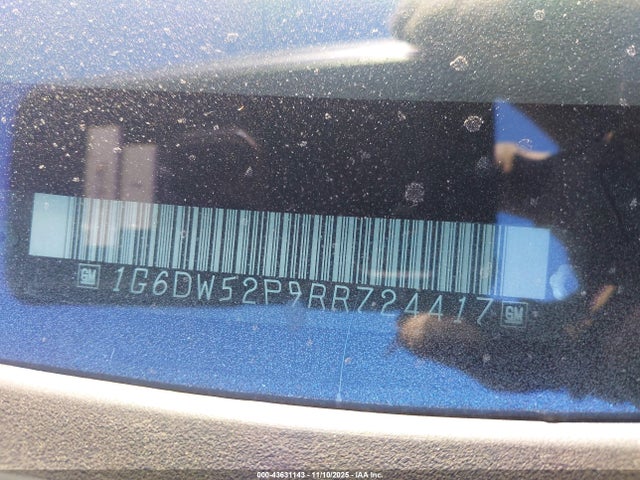 GM 1G6DW52P9RR724417 GM
000-43631143 - 11/10/2025 - IAA Inc.